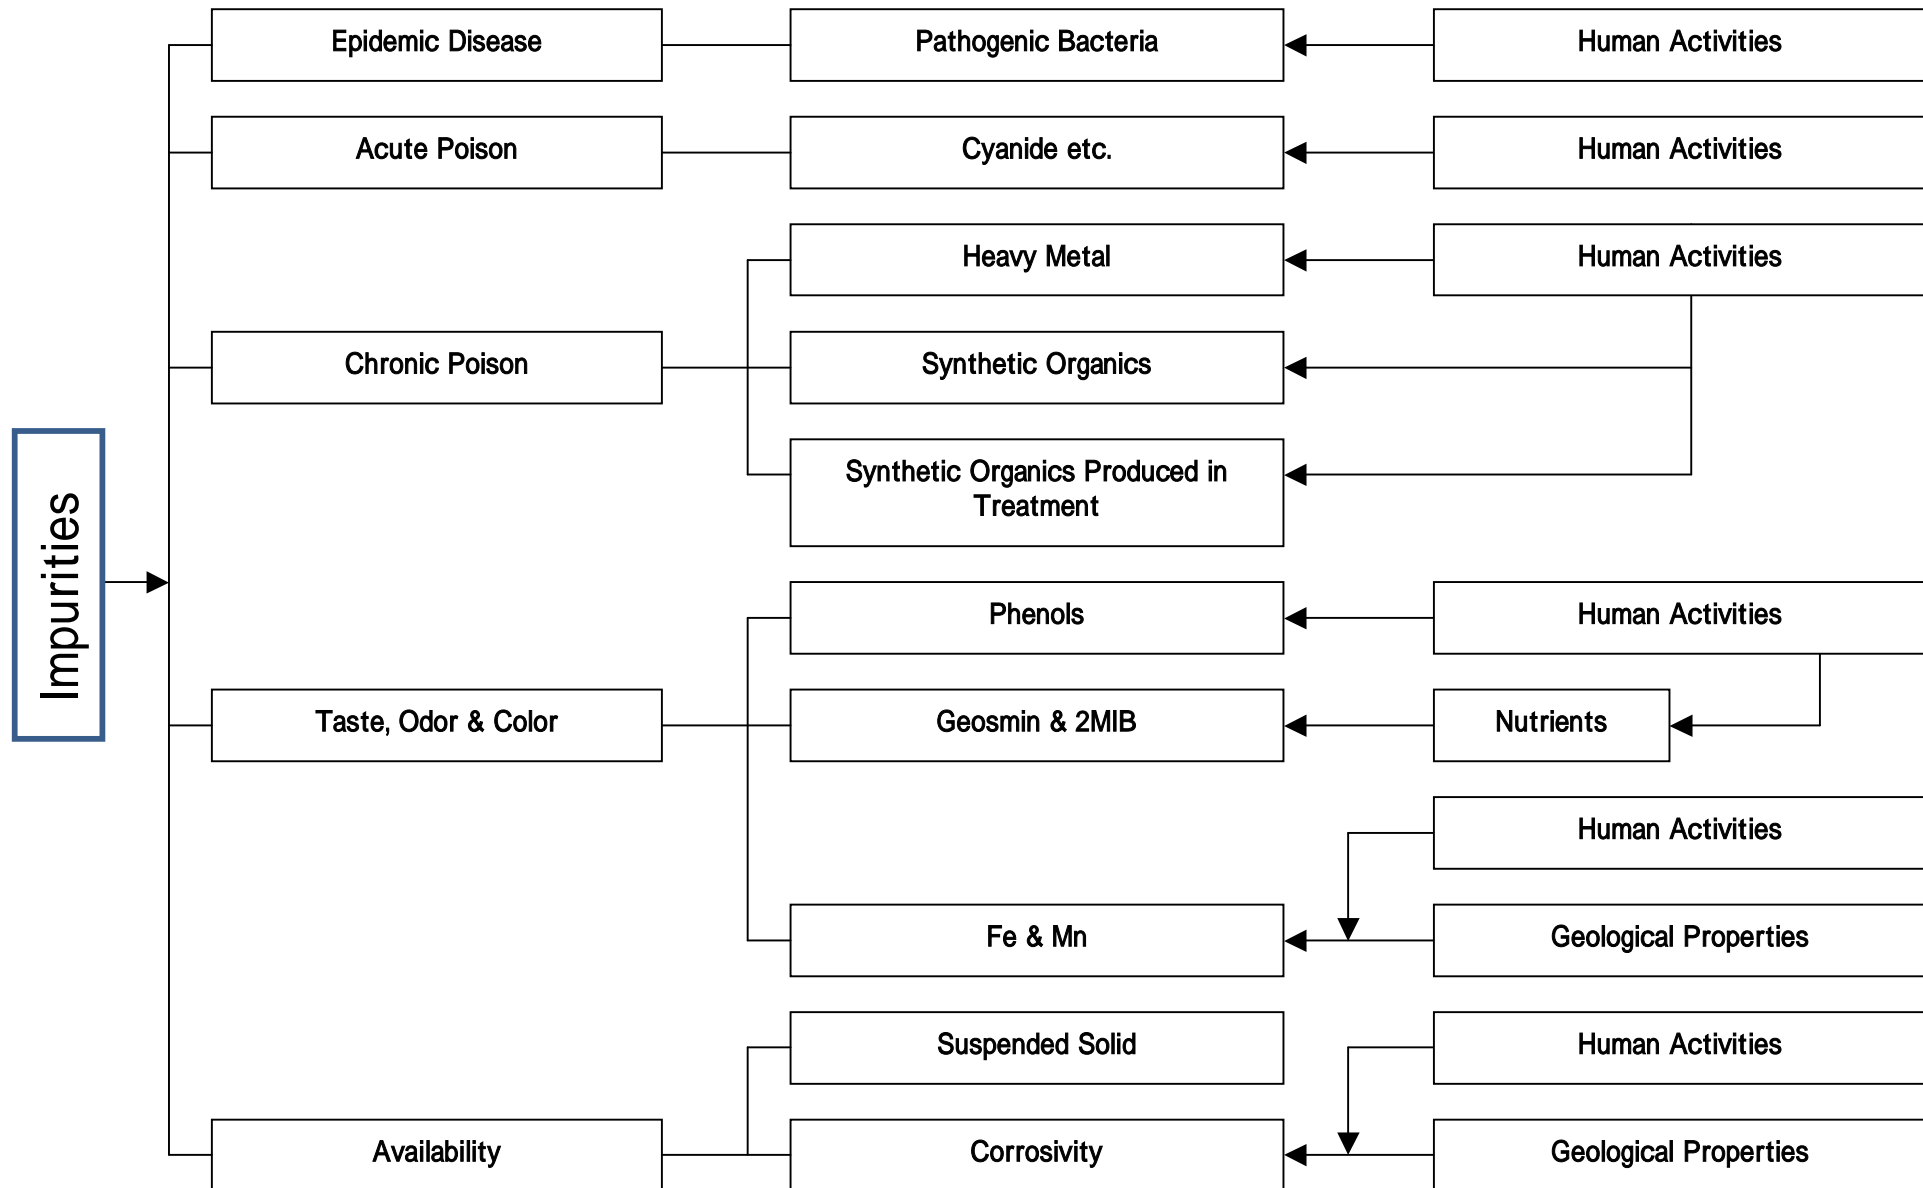 Epidemic Disease
Pathogenic Bacteria
Human Activities
Acute Poison
Cyanide etc.
Human Activities
Heavy Metal
Human Activities
Chronic Poison
Synthetic Organics
Synthetic Organics Produced in
Treatment
Impurities
Phenols
Human Activities
Taste, Odor & Color
Geosmin & 2MIB
Nutrients
Human Activities
Fe & Mn
Geological Properties
Suspended Solid
Human Activities
Availability
Corrosivity
Geological Properties